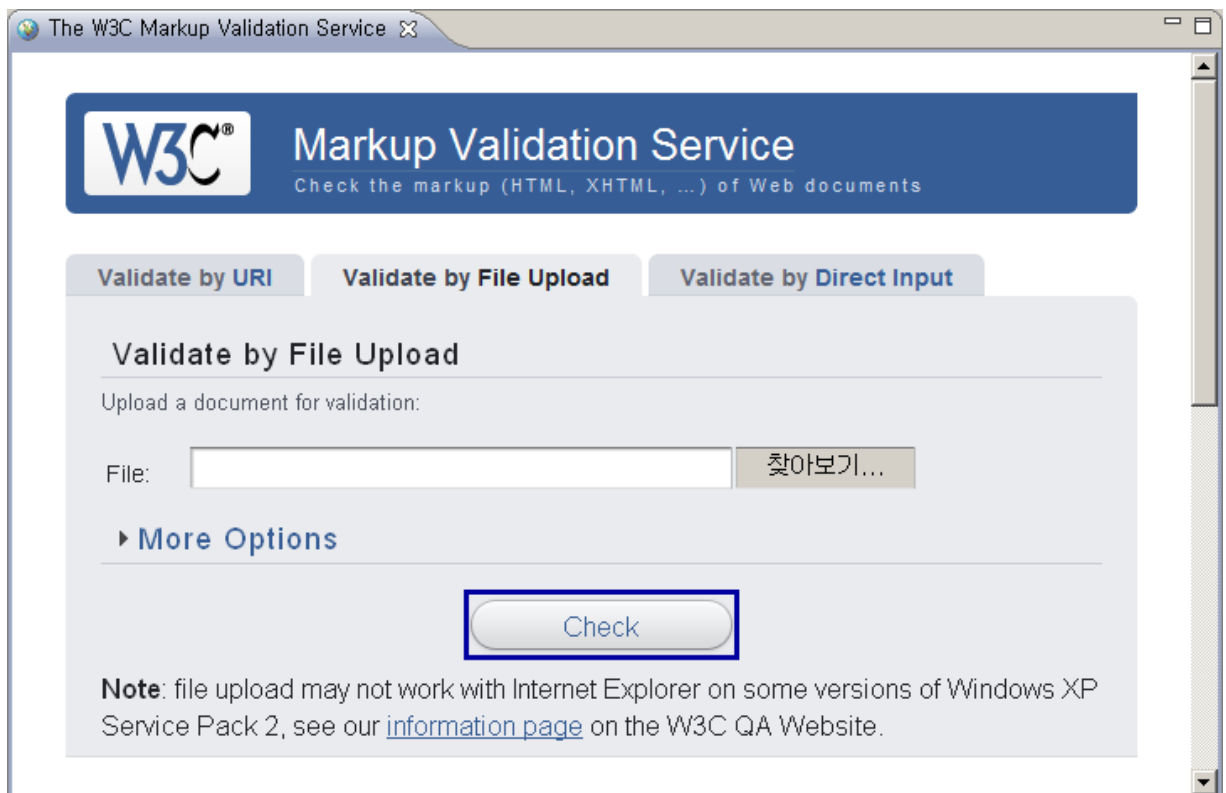 The W3C Markup Validation Service
W3C®
Markup Validation Service
Check the markup (HTML, XHTML, ...) of Web documents
Validate by URI Validate by File Upload Validate by Direct Input
Validate by File Upload
Upload a document for validation:
File: 찾아보기...
More Options
Check
Note: file upload may not work with Internet Explorer on some versions of Windows XP
Service Pack 2, see our information page on the W3C QA Website.